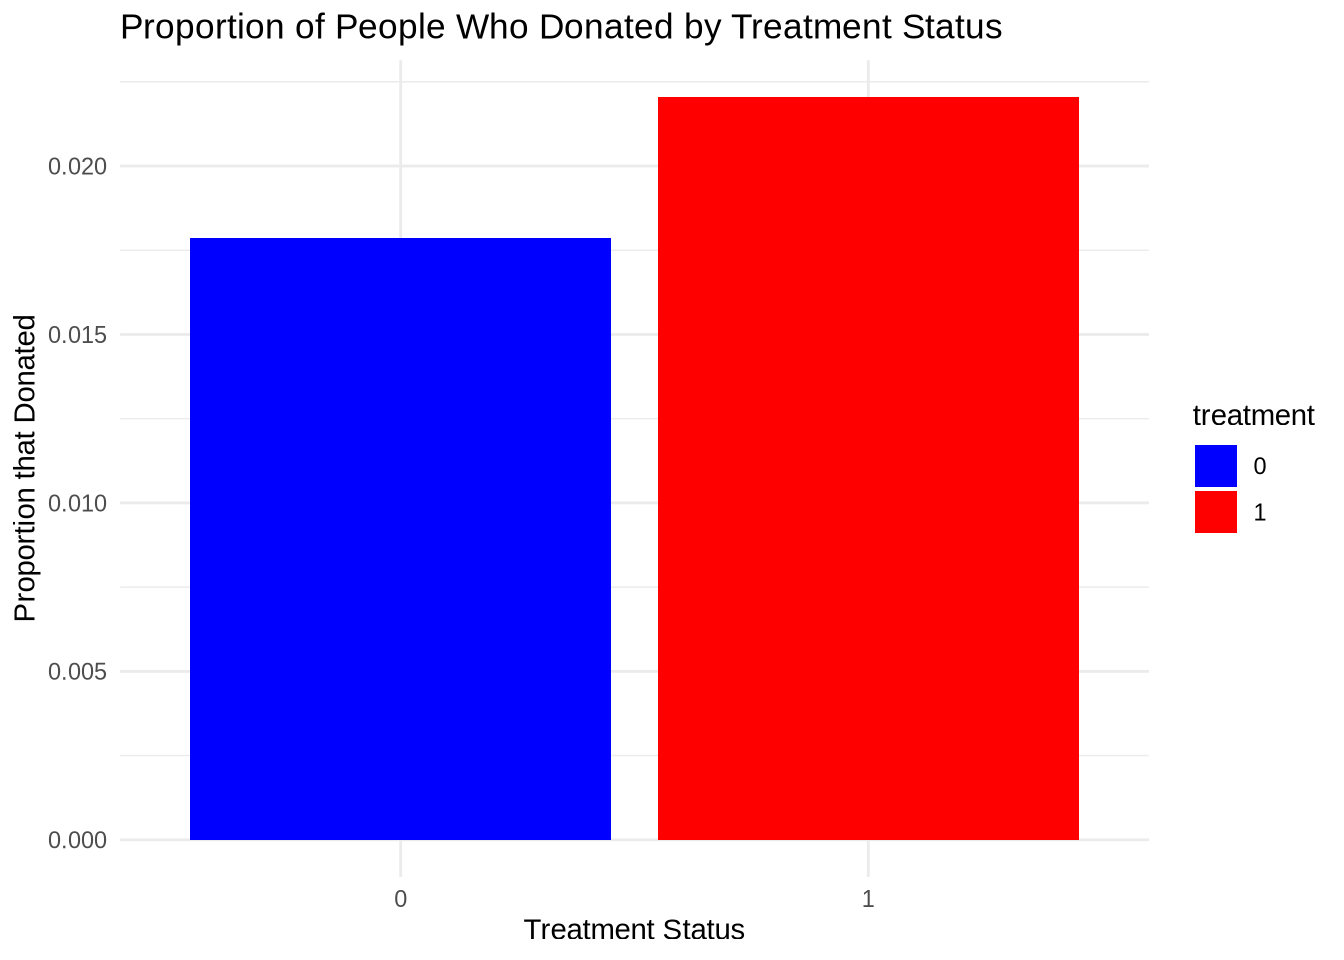 Proportion of People Who Donated by Treatment Status
Proportion that Donated
0.020
0.015
0.010
0.005
0.000
0
1
Treatment Status
treatment
0
1